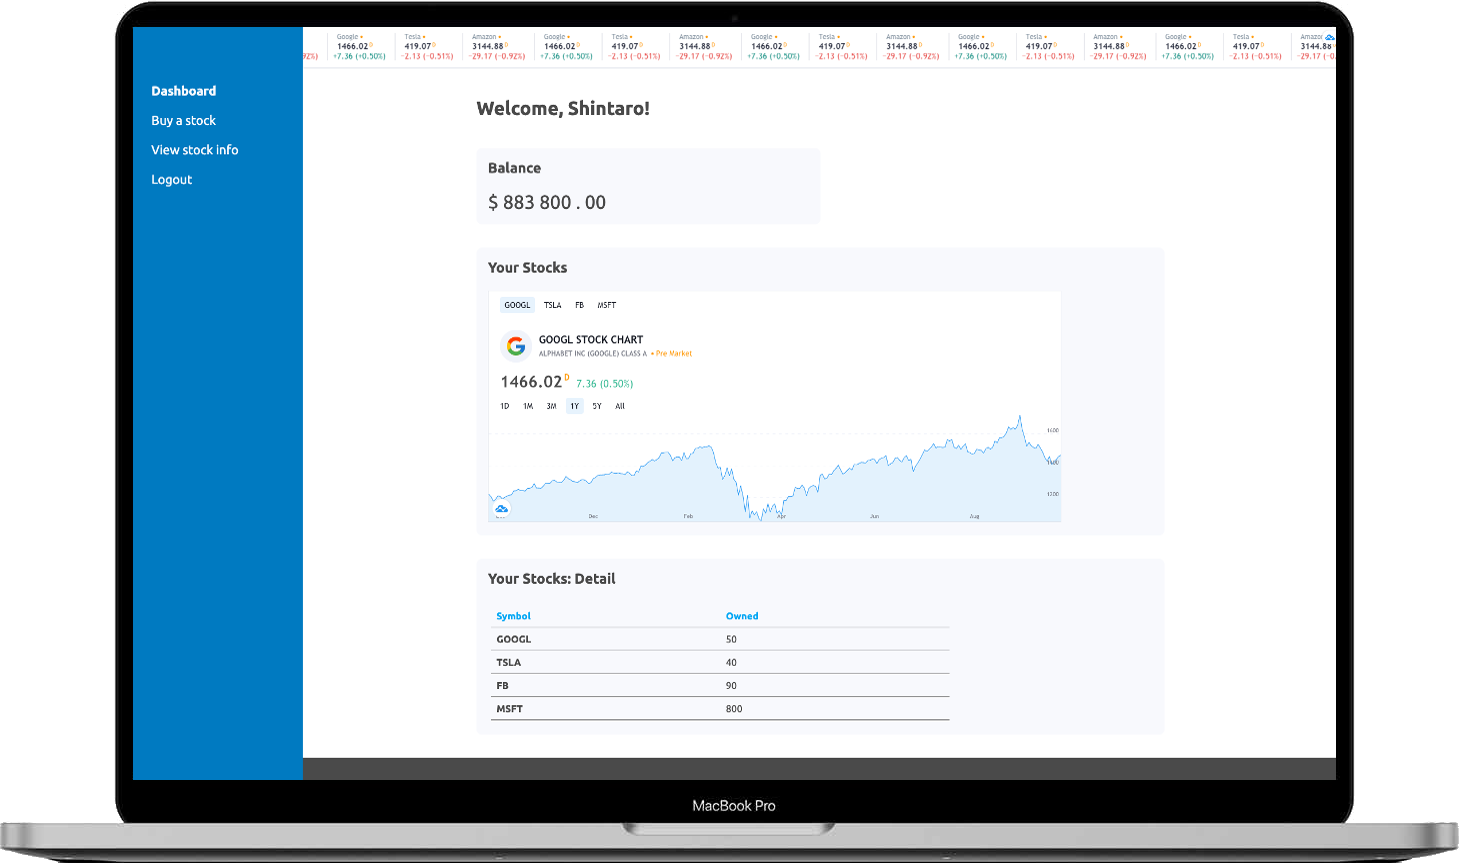 Google Tesla Amazon Google Tesla Amazon Google Tesla Amazon Google Tesla Amazon Google Tesla
1466.02 D 419.07 D 3144.88 D 1466.02 D 419.07 D 3144.88 D 1466.02 D 419.07 D 3144.88 D 1466.02 D 419.07 D 3144.88 D 1466.02 D 419.07 D 3144.88
92%) +7.36 (+0.50%) -2.13 (-0.51%) -29.17 (-0.92%) +7.36 (+0.50%) -2.13 (-0.51%) -29.17 (-0.92%) +7.36 (+0.50%) -2.13 (-0.51%) -29.17 (-0.92%) +7.36 (+0.50%) -2.13 (-0.51%) -29.17 (-0.92%) +7.36 (+0.50%) -2.13 (-0.51%) -29.17 (-0.
Dashboard
Buy a stock
View stock info
Logout
Welcome, Shintaro!
Balance
$ 883 800 . 00
Your Stocks
GOOGL TSLA FB MSFT
GOOGL STOCK CHART
ALPHABET INC (GOOGLE) CLASS A • Pre Market
1466.02 D 7.36 (0.50%)
1D 1M 3M 1Y 5Y All
1600
1400
1200
Dec Feb Apr Jun Aug
Your Stocks: Detail
Symbol Owned
GOOGL 50
TSLA 40
FB 90
MSFT 800
MacBook Pro